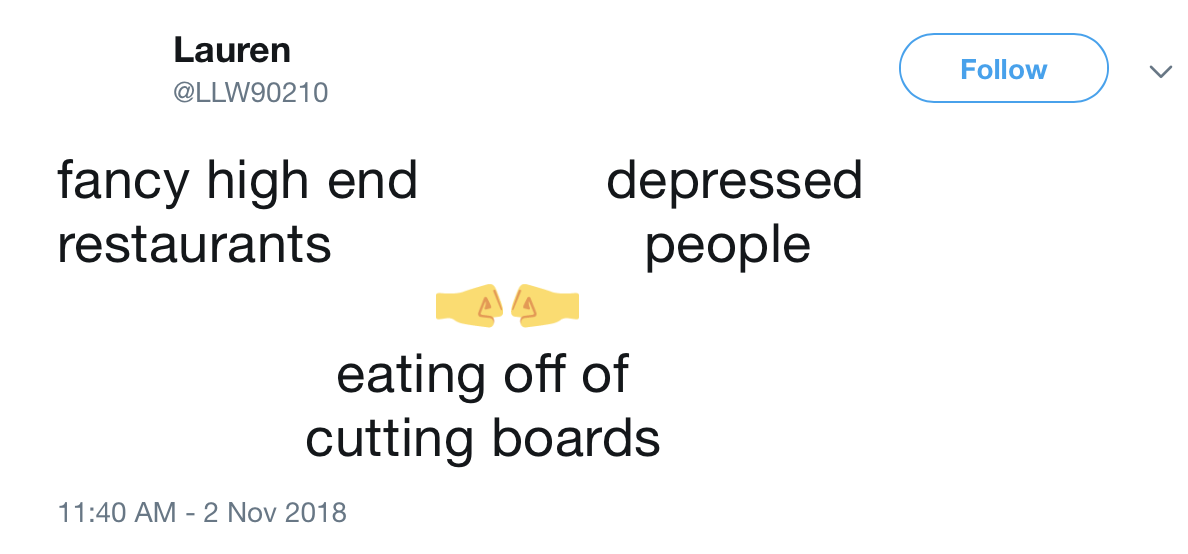 Lauren
@LLW90210
Follow
fancy high end
depressed
restaurants
people
eating off of
cutting boards
11:40 AM - 2 Nov 2018